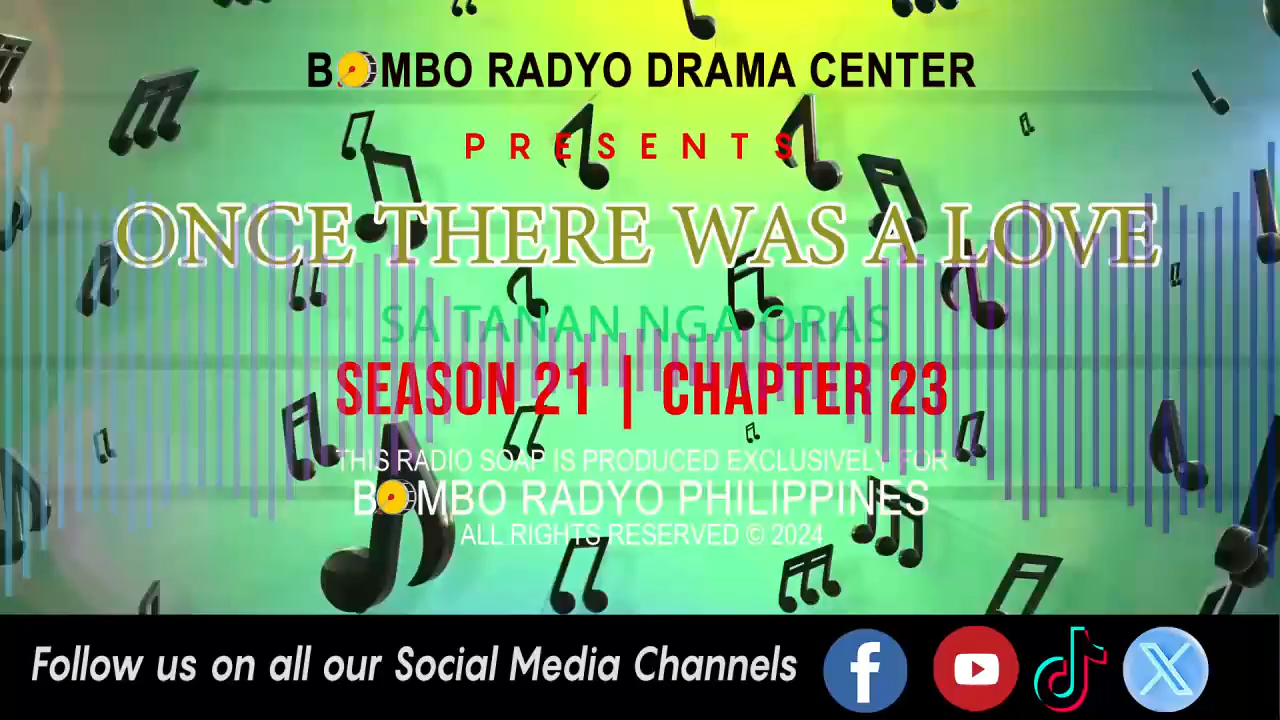 BOMBO RADYO DRAMA CENTER
PRESENTS
ONCE THERE WAS A LOVE
SA TANAN NGA ORAS
SEASON 21 | CHAPTER 23
THIS RADIO SOAP IS PRODUCED EXCLUSIVELY FOR
BOMBO RADYO PHILIPPINES
ALL RIGHTS RESERVED © 2024
Follow us on all our Social Media Channels